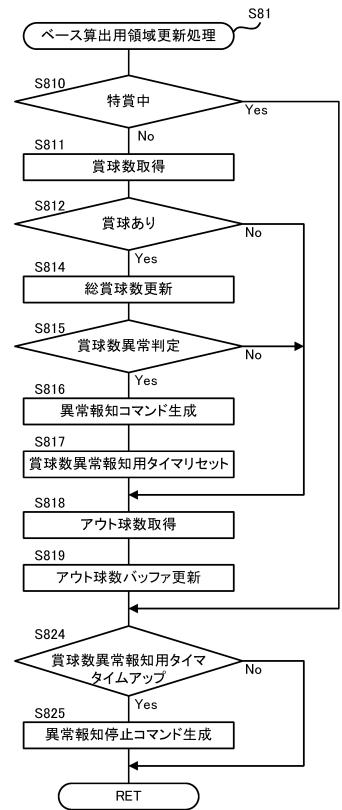 S81
ベース算出用領域更新処理
S810
特賞中
Yes
No
S811
賞球数取得
S812
賞球あり
No
Yes
S814
総賞球数更新
S815
賞球数異常判定
No
Yes
S816
異常報知コマンド生成
S817
賞球数異常報知用タイマリセット
S818
アウト球数取得
S819
アウト球数バッファ更新
S824
賞球数異常報知用タイマ
タイムアップ
No
Yes
S825
異常報知停止コマンド生成
RET